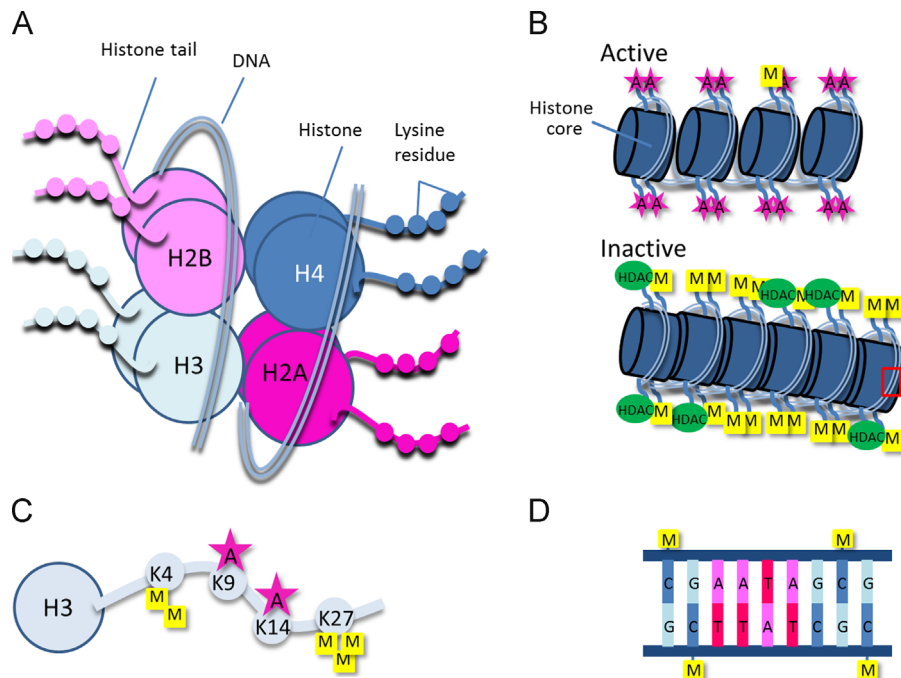 A
Histone tail
DNA
Histone
Lysine
residue
H2B
H4
H3
H2A
B
Active
A A
A A
M A
A A
Histone
core
A A
A A
A A
A A
Inactive
HDAC M
M M
M M
HDAC M
HDAC M
M M
HDAC M
HDAC M
M M
M M
M M
HDAC M
C
H3
K4
M
M
A
K9
A
K14
K27
M M
M
D
M M
C G A A T A G C G
G C T T A T C G C
M M